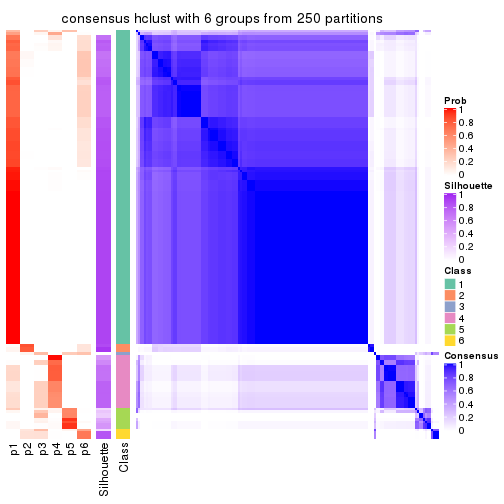 consensus hclust with 6 groups from 250 partitions
Prob
1
0.8
0.6
0.4
0.2
0
Silhouette
1
0.8
0.6
0.4
0.2
0
Class
1
2
3
4
5
6
Consensus
1
0.8
0.6
0.4
0.2
0
p1
p2
p3
p4
p5
p6
Silhouette
Class